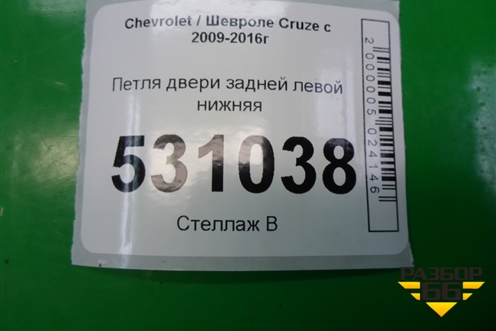 Chevrolet / Шевроле Cruze с
2009-2016г
Петля двери задней левой
нижняя
531038
Стеллаж В
2000005024146
РАЗБОР
66